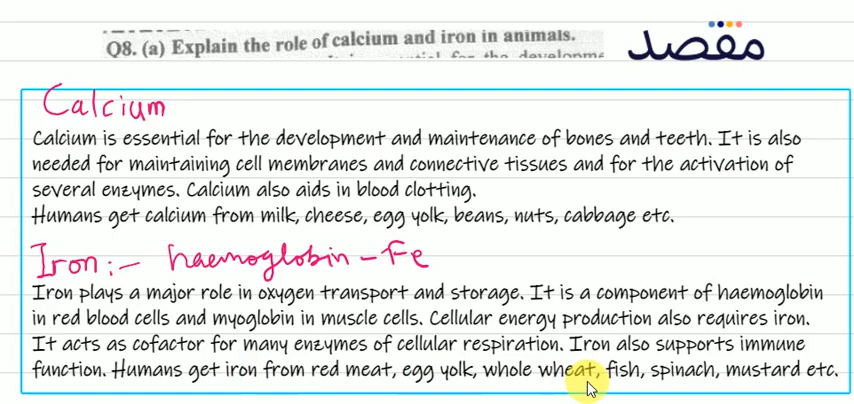 Q8. (a) Explain the role of calcium and iron in animals.
مقصد
Calcium
Calcium is essential for the development and maintenance of bones and teeth. It is also
needed for maintaining cell membranes and connective tissues and for the activation of
several enzymes. Calcium also aids in blood clotting.
Humans get calcium from milk, cheese, egg yolk, beans, nuts, cabbage etc.
Iron :- haemoglobin - Fe
Iron plays a major role in oxygen transport and storage. It is a component of haemoglobin
in red blood cells and myoglobin in muscle cells. Cellular energy production also requires iron.
It acts as cofactor for many enzymes of cellular respiration. Iron also supports immune
function. Humans get iron from red meat, egg yolk, whole wheat, fish, spinach, mustard etc.